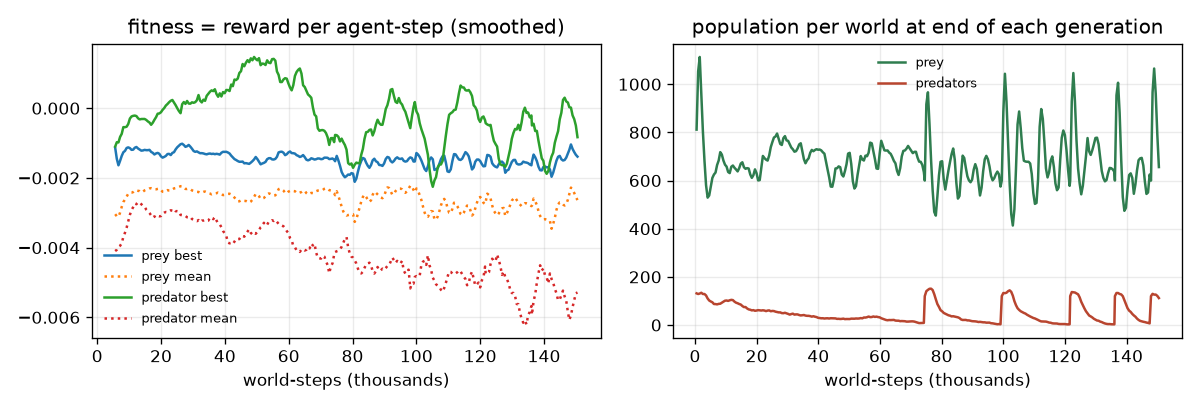 fitness = reward per agent-step (smoothed)
0.000
−0.002
−0.004
−0.006
prey best
prey mean
predator best
predator mean
0 20 40 60 80 100 120 140
world-steps (thousands)
population per world at end of each generation
1000
800
600
400
200
0
prey
predators
0 20 40 60 80 100 120 140
world-steps (thousands)